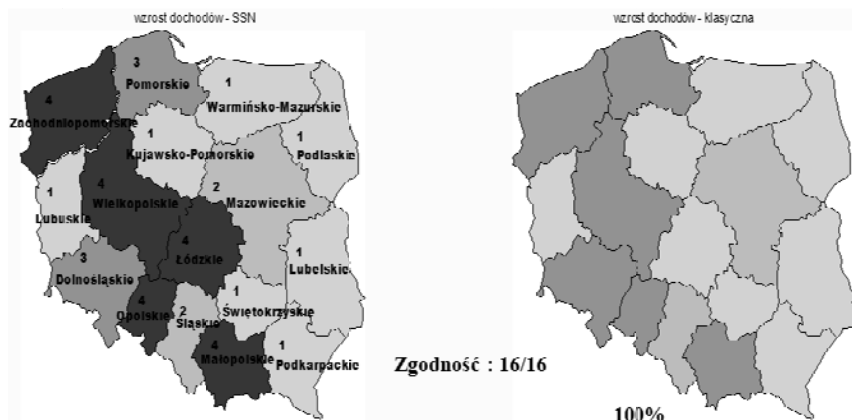 wzrost dochodów - SSN
wzrost dochodów - klasyczna
3
Pomorskie
1
Warmińsko-Mazurskie
4
Zachodniopomorskie
1
Kujawsko-Pomorskie
1
Podlaskie
4
Wielkopolskie
2
Mazowieckie
1
Lubuskie
4
Łódzkie
1
Lubelskie
3
Dolnośląskie
4
Opolskie
2
Śląskie
1
Świętokrzyskie
4
Małopolskie
1
Podkarpackie
Zgodność : 16/16
100%